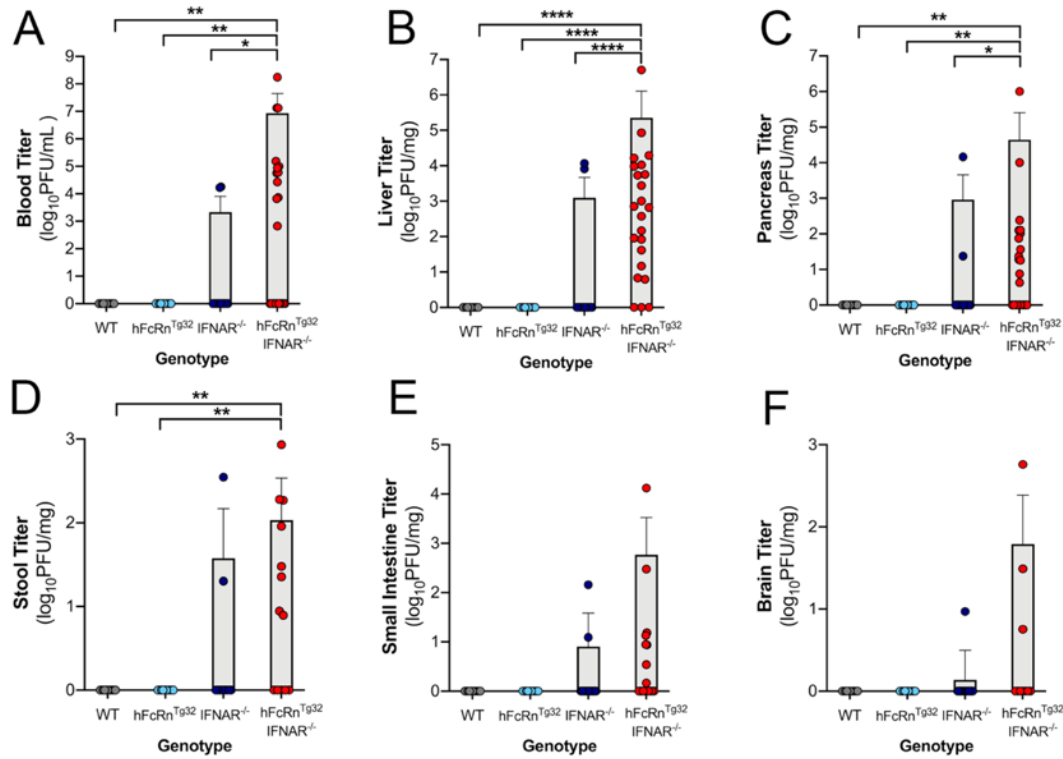 A
**
**
*
Blood Titer
(log10PFU/mL)
9
8
7
6
5
4
3
2
1
0
WT hFcRnTg32 IFNAR-/- hFcRnTg32
IFNAR-/-
Genotype
B
****
****
****
Liver Titer
(log10PFU/mg)
7
6
5
4
3
2
1
0
WT hFcRnTg32 IFNAR-/- hFcRnTg32
IFNAR-/-
Genotype
C
**
**
*
Pancreas Titer
(log10PFU/mg)
7
6
5
4
3
2
1
0
WT hFcRnTg32 IFNAR-/- hFcRnTg32
IFNAR-/-
Genotype
D
**
**
Stool Titer
(log10PFU/mg)
3
2
1
0
WT hFcRnTg32 IFNAR-/- hFcRnTg32
IFNAR-/-
Genotype
E
Small Intestine Titer
(log10PFU/mg)
5
4
3
2
1
0
WT hFcRnTg32 IFNAR-/- hFcRnTg32
IFNAR-/-
Genotype
F
Brain Titer
(log10PFU/mg)
3
2
1
0
WT hFcRnTg32 IFNAR-/- hFcRnTg32
IFNAR-/-
Genotype